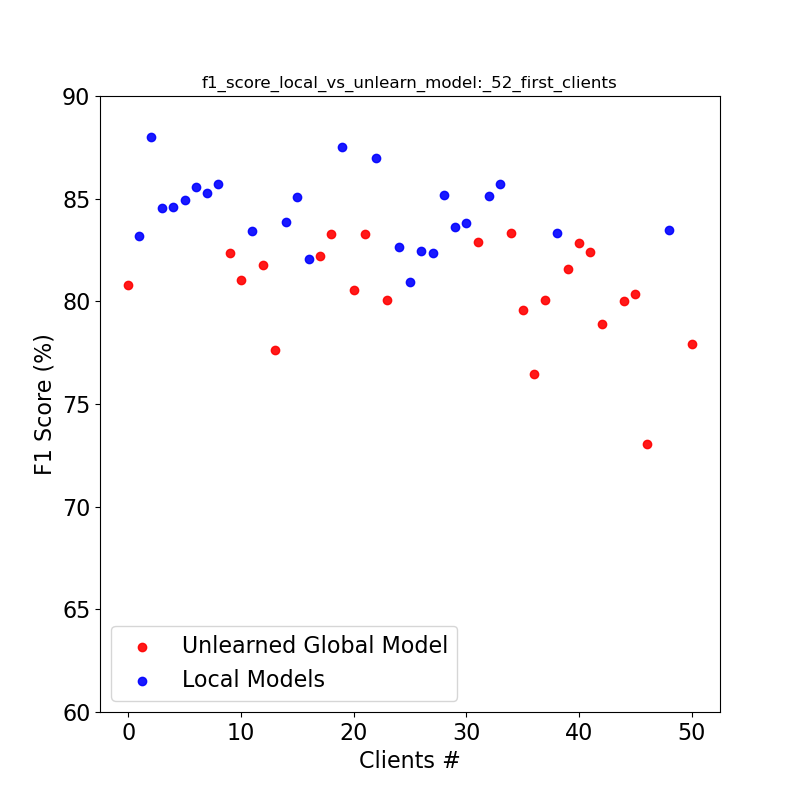 f1_score_local_vs_unlearn_model:_52_first_clients
90
85
80
75
70
65
60
F1 Score (%)
Unlearned Global Model
Local Models
0 10 20 30 40 50
Clients #